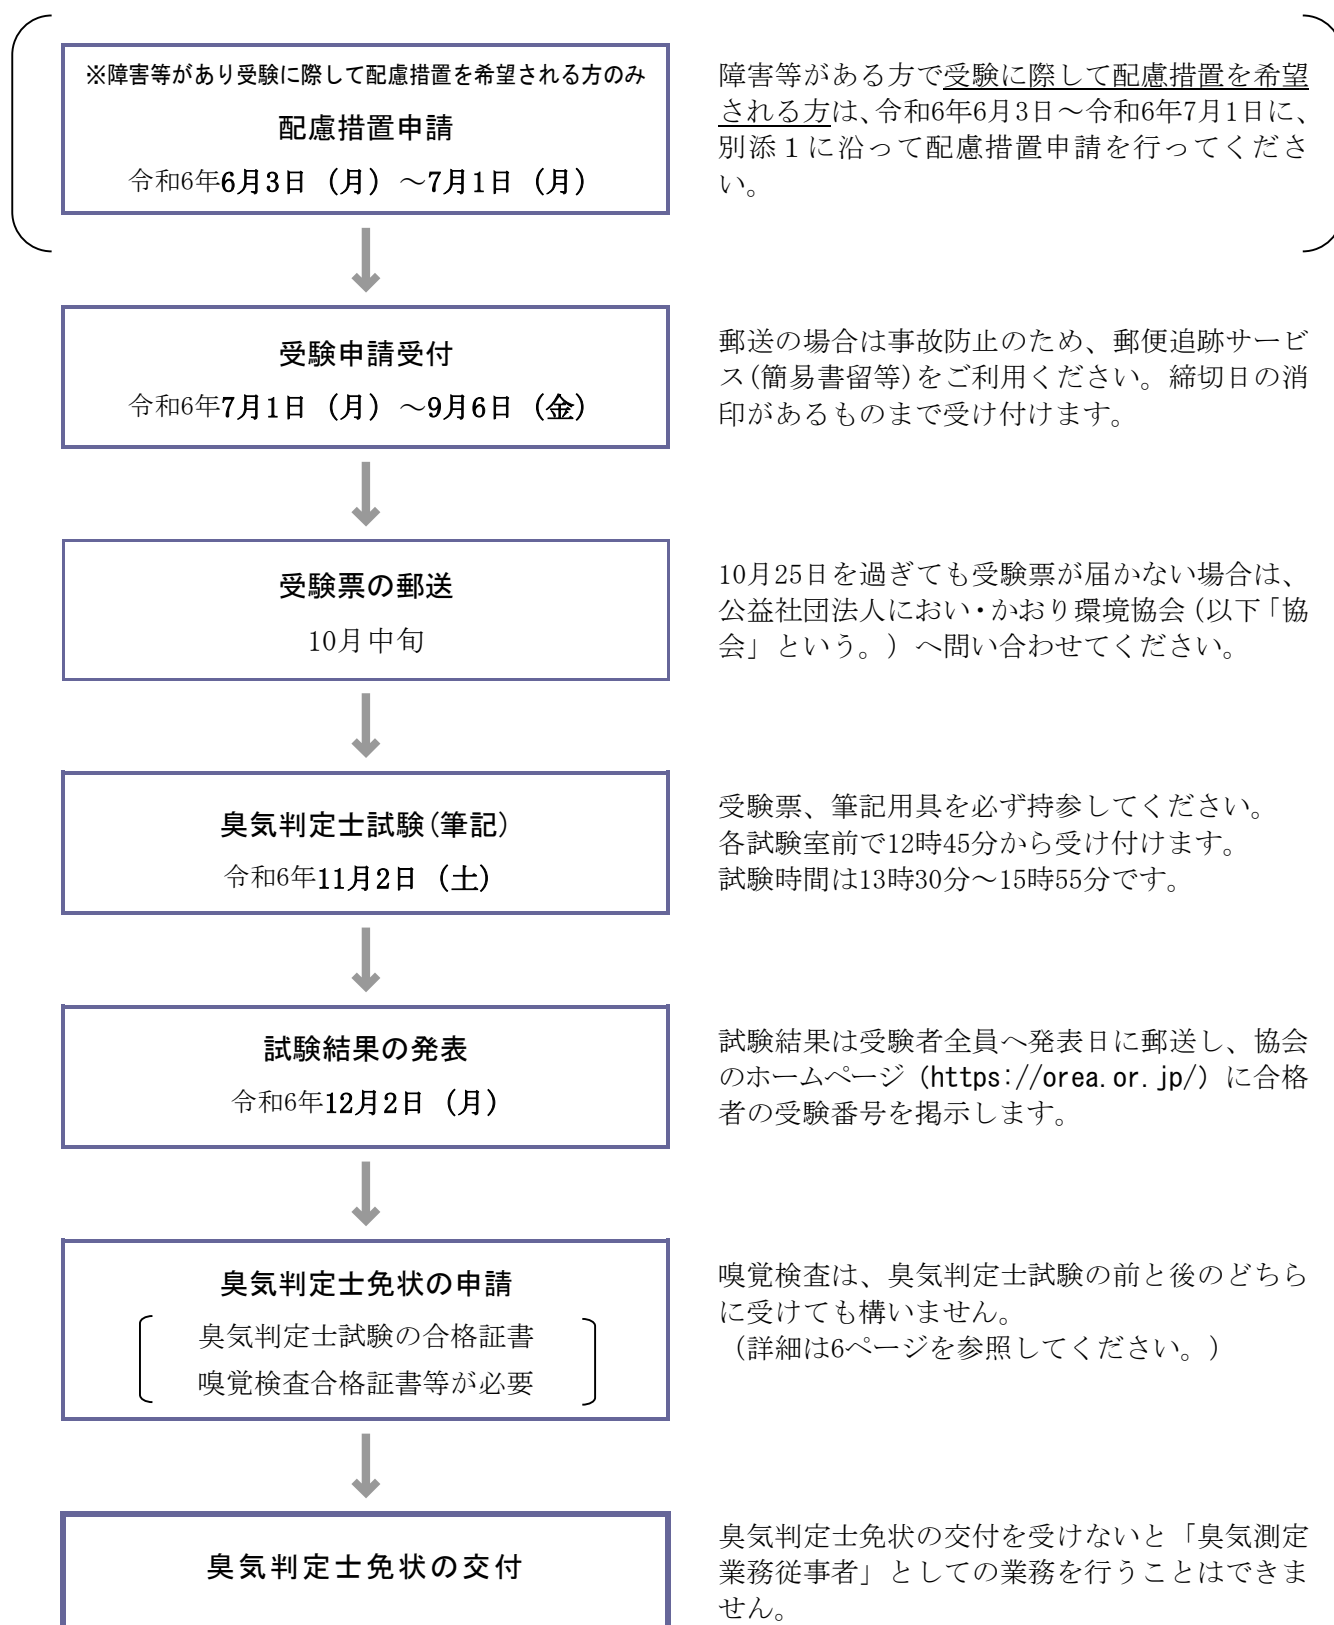 ※障害等があり受験に際して配慮措置を希望される方のみ
配慮措置申請
令和6年6月3日（月）～7月1日（月）
障害等がある方で受験に際して配慮措置を希望
される方は、令和6年6月3日～令和6年7月1日に、
別添１に沿って配慮措置申請を行ってくださ
い。
受験申請受付
令和6年7月1日（月）～9月6日（金）
郵送の場合は事故防止のため、郵便追跡サービ
ス(簡易書留等)をご利用ください。締切日の消
印があるものまで受け付けます。
受験票の郵送
10月中旬
10月25日を過ぎても受験票が届かない場合は、
公益社団法人におい・かおり環境協会（以下「協
会」という。）へ問い合わせてください。
臭気判定士試験(筆記)
令和6年11月2日（土）
受験票、筆記用具を必ず持参してください。
各試験室前で12時45分から受け付けます。
試験時間は13時30分～15時55分です。
試験結果の発表
令和6年12月2日（月）
試験結果は受験者全員へ発表日に郵送し、協会
のホームページ（https://orea.or.jp/）に合格
者の受験番号を掲示します。
臭気判定士免状の申請
臭気判定士試験の合格証書
嗅覚検査合格証書等が必要
嗅覚検査は、臭気判定士試験の前と後のどちら
に受けても構いません。
（詳細は6ページを参照してください。）
臭気判定士免状の交付
臭気判定士免状の交付を受けないと「臭気測定
業務従事者」としての業務を行うことはできま
せん。